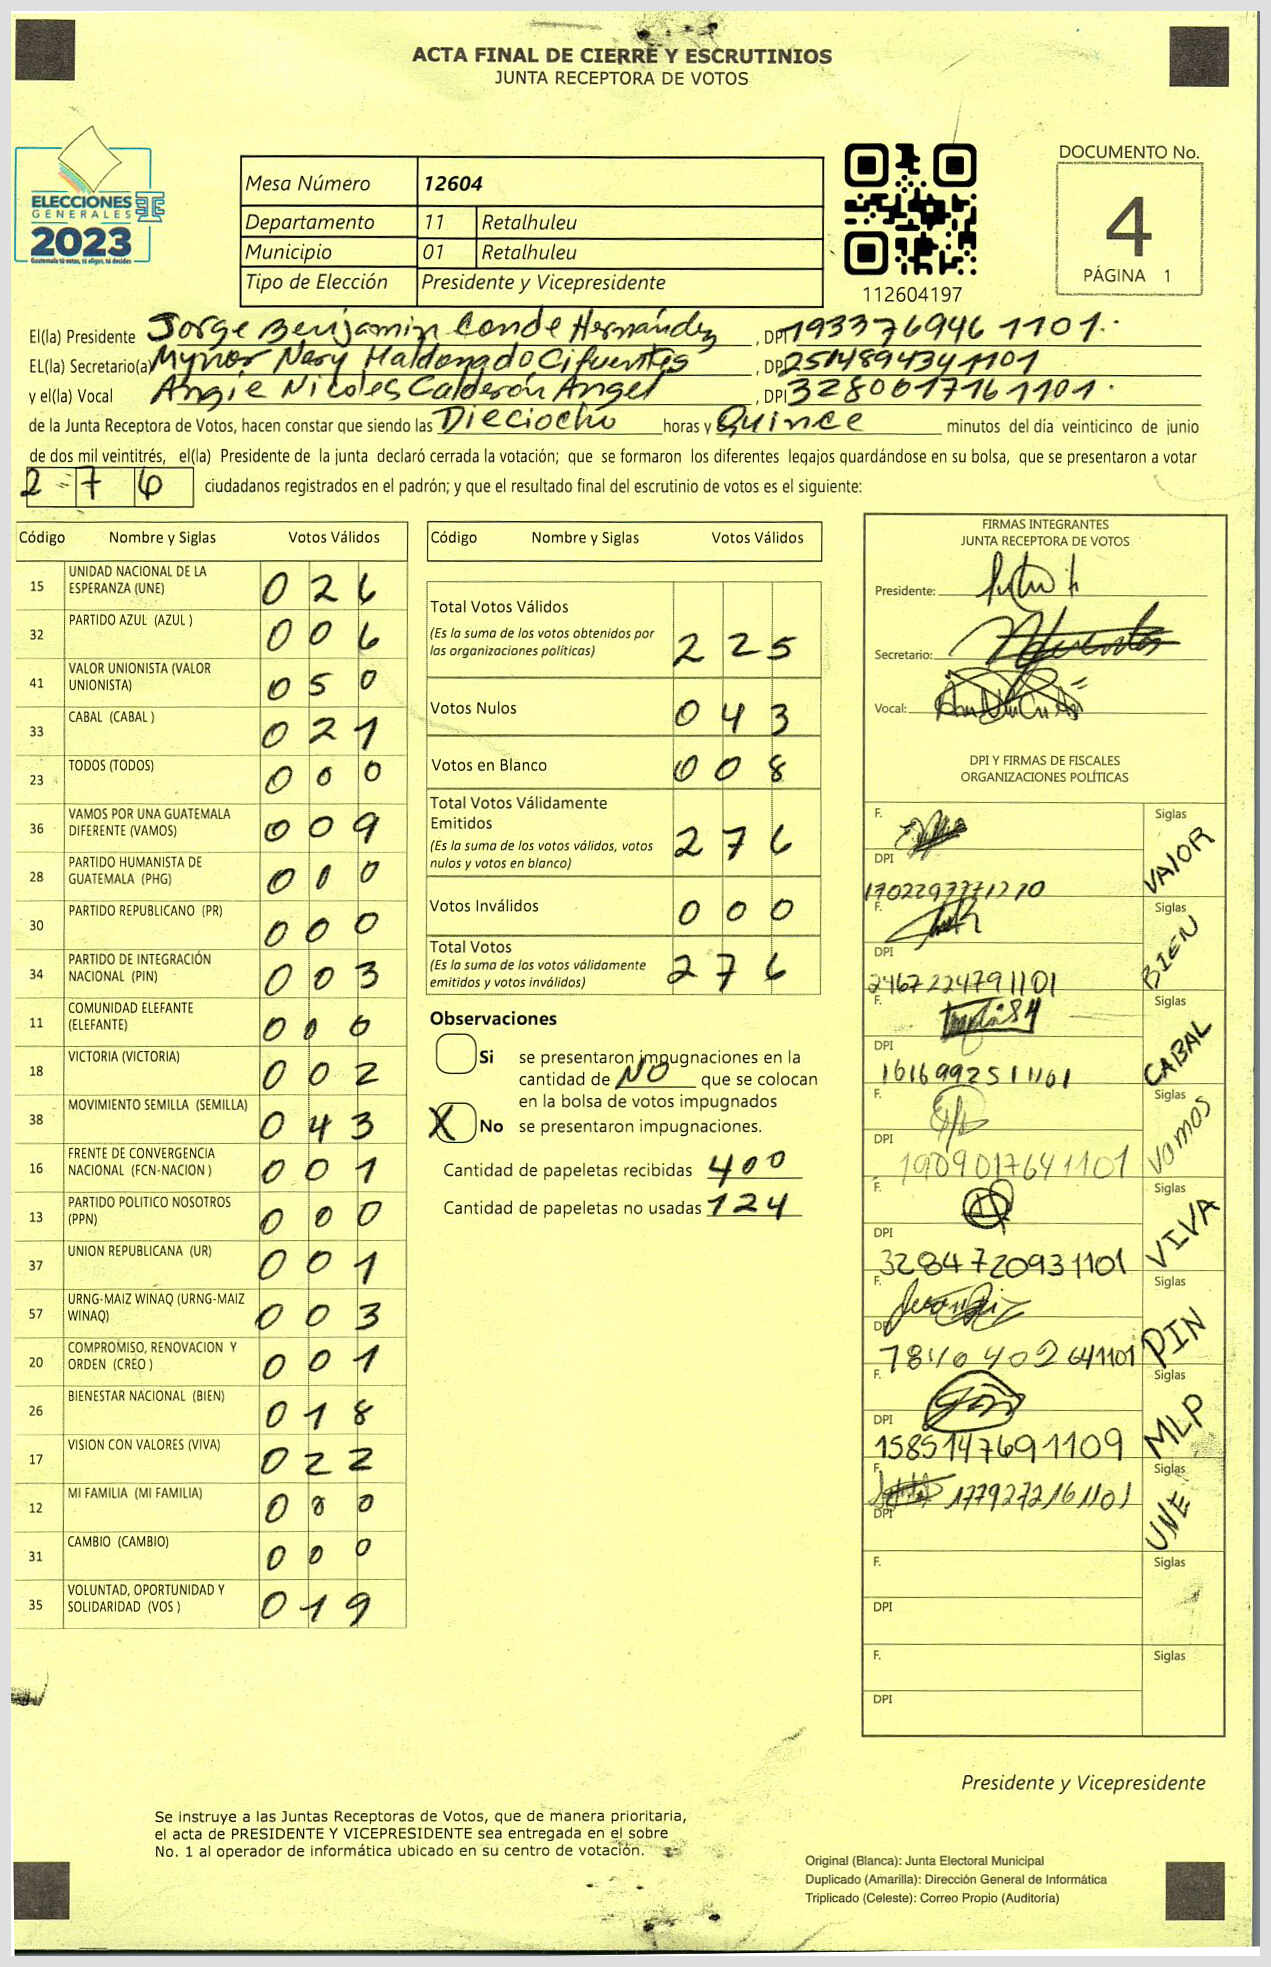 ACTA FINAL DE CIERRE Y ESCRUTINIOS
JUNTA RECEPTORA DE VOTOS
ELECCIONES
GENERALES
2023
Guatemala tú votas, tú eliges, tú decides
Mesa Número 12604
Departamento 11 Retalhuleu
Municipio 01 Retalhuleu
Tipo de Elección Presidente y Vicepresidente
112604197
DOCUMENTO No.
4
PÁGINA 1
El(la) Presidente Jorge Benjamin Conde Hernández, DPI 1933769461101.
EL(la) Secretario(a) Mynor Nery Maldonado Cifuentes, DPI 2514894341101
y el(la) Vocal Angie Nicoles Calderón Angel, DPI 3280017161101.
de la Junta Receptora de Votos, hacen constar que siendo las Dieciocho horas y Quince minutos del día veinticinco de junio
de dos mil veintitrés, el(la) Presidente de la junta declaró cerrada la votación; que se formaron los diferentes legajos quardándose en su bolsa, que se presentaron a votar
2 7 6 ciudadanos registrados en el padrón; y que el resultado final del escrutinio de votos es el siguiente:
Código Nombre y Siglas Votos Válidos
15 UNIDAD NACIONAL DE LA ESPERANZA (UNE) 0 2 6
32 PARTIDO AZUL (AZUL ) 0 0 6
41 VALOR UNIONISTA (VALOR UNIONISTA) 0 5 0
33 CABAL (CABAL ) 0 2 1
23 TODOS (TODOS) 0 0 0
36 VAMOS POR UNA GUATEMALA DIFERENTE (VAMOS) 0 0 9
28 PARTIDO HUMANISTA DE GUATEMALA (PHG) 0 0 0
30 PARTIDO REPUBLICANO (PR) 0 0 0
34 PARTIDO DE INTEGRACIÓN NACIONAL (PIN) 0 0 3
11 COMUNIDAD ELEFANTE (ELEFANTE) 0 0 0
18 VICTORIA (VICTORIA) 0 0 2
38 MOVIMIENTO SEMILLA (SEMILLA) 0 4 3
16 FRENTE DE CONVERGENCIA NACIONAL (FCN-NACION ) 0 0 1
13 PARTIDO POLITICO NOSOTROS (PPN) 0 0 0
37 UNION REPUBLICANA (UR) 0 0 1
57 URNG-MAIZ WINAQ (URNG-MAIZ WINAQ) 0 0 3
20 COMPROMISO, RENOVACION Y ORDEN (CREO ) 0 0 1
26 BIENESTAR NACIONAL (BIEN) 0 1 8
17 VISION CON VALORES (VIVA) 0 2 2
12 MI FAMILIA (MI FAMILIA) 0 0 0
31 CAMBIO (CAMBIO) 0 0 0
35 VOLUNTAD, OPORTUNIDAD Y SOLIDARIDAD (VOS ) 0 1 9
Código Nombre y Siglas Votos Válidos
Total Votos Válidos 2 2 5
(Es la suma de los votos obtenidos por
las organizaciones políticas)
Votos Nulos 0 4 3
Votos en Blanco 0 0 8
Total Votos Válidamente
Emitidos 2 7 6
(Es la suma de los votos válidos, votos
nulos y votos en blanco)
Votos Inválidos 0 0 0
Total Votos 2 7 6
(Es la suma de los votos válidamente
emitidos y votos inválidos)
Observaciones
Si se presentaron impugnaciones en la
cantidad de NO que se colocan
en la bolsa de votos impugnados
X No se presentaron impugnaciones.
Cantidad de papeletas recibidas 400
Cantidad de papeletas no usadas 124
FIRMAS INTEGRANTES
JUNTA RECEPTORA DE VOTOS
Presidente:
Secretario:
Vocal:
DPI Y FIRMAS DE FISCALES
ORGANIZACIONES POLÍTICAS
F. Siglas VALOR
DPI
F. Siglas BIEN
DPI 2467224791101
F. Siglas CABAL
DPI 1616992511101
F. Siglas VAMOS
DPI 1909017641101
F. Siglas VIVA
DPI 3284720931101
F. Siglas PIN
DPI 7840402641101
F. Siglas MLP
DPI 1585147691109
F. Siglas UNE
DPI 1779272161101
F. Siglas
DPI
F. Siglas
DPI
Presidente y Vicepresidente
Se instruye a las Juntas Receptoras de Votos, que de manera prioritaria,
el acta de PRESIDENTE Y VICEPRESIDENTE sea entregada en el sobre
No. 1 al operador de informática ubicado en su centro de votación.
Original (Blanca): Junta Electoral Municipal
Duplicado (Amarilla): Dirección General de Informática
Triplicado (Celeste): Correo Propio (Auditoría)